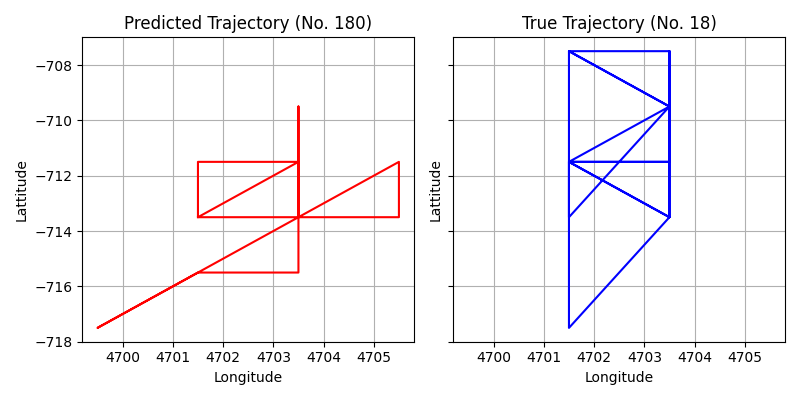 Predicted Trajectory (No. 180)
True Trajectory (No. 18)
−708
−710
−712
−714
−716
−718
Lattitude
Lattitude
4700 4701 4702 4703 4704 4705
4700 4701 4702 4703 4704 4705
Longitude
Longitude